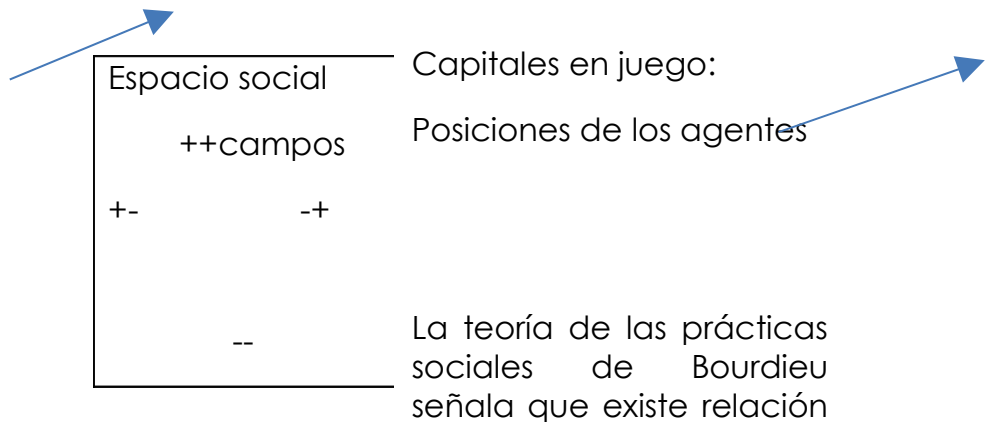 Espacio social
++campos
+- -+
--
Capitales en juego:
Posiciones de los agentes
La teoría de las prácticas
sociales de Bourdieu
señala que existe relación